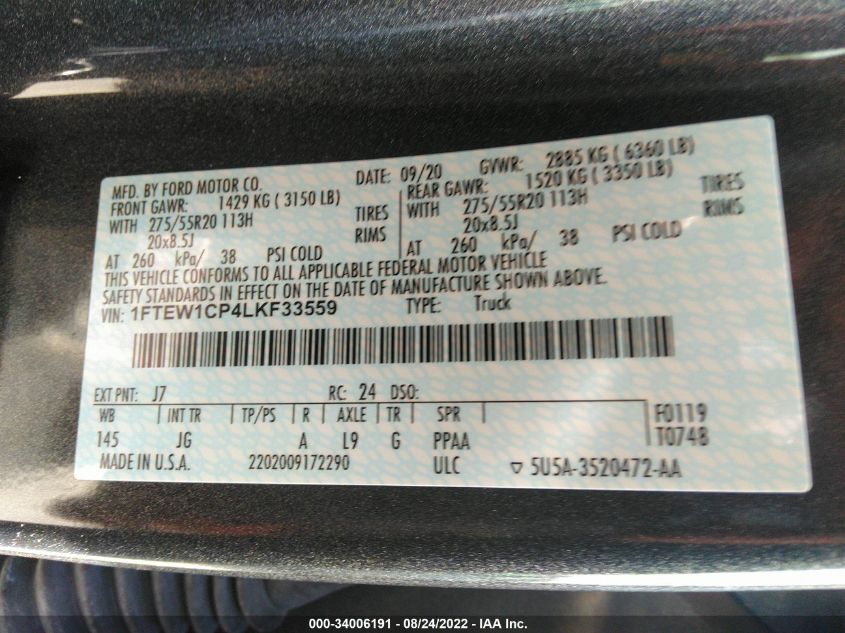 MFD. BY FORD MOTOR CO. DATE: 09/20 GVWR: 2885 KG ( 6360 LB)
FRONT GAWR: 1429 KG ( 3150 LB) REAR GAWR: 1520 KG ( 3350 LB)
WITH 275/55R20 113H TIRES WITH 275/55R20 113H TIRES
20x8.5J RIMS 20x8.5J RIMS
AT 260 kPa/ 38 PSI COLD AT 260 kPa/ 38 PSI COLD
THIS VEHICLE CONFORMS TO ALL APPLICABLE FEDERAL MOTOR VEHICLE
SAFETY STANDARDS IN EFFECT ON THE DATE OF MANUFACTURE SHOWN ABOVE.
VIN: 1FTEW1CP4LKF33559 TYPE: Truck
EXT PNT: J7 RC: 24 DSO:
WB INT TR TP/PS R AXLE TR SPR F0119
145 JG A L9 G PPAA T0748
MADE IN U.S.A. 2202009172290 ULC ▽ 5U5A-3520472-AA
000-34006191 - 08/24/2022 - IAA Inc.